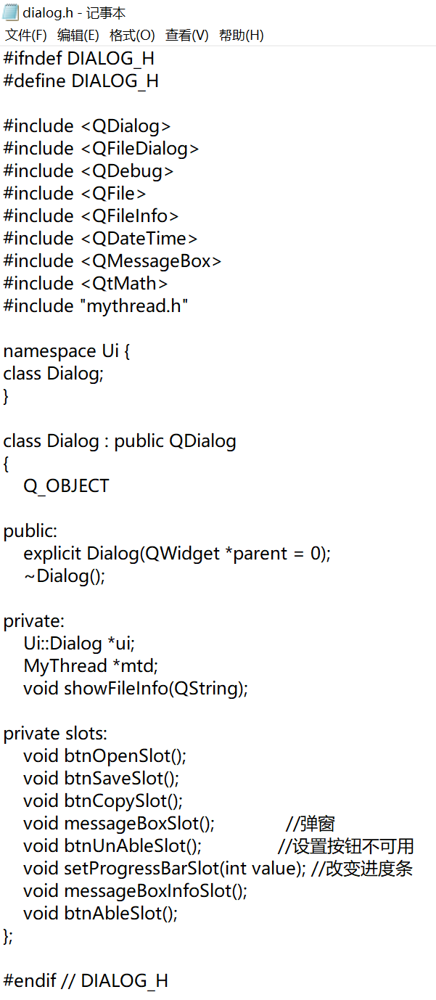 dialog.h - 记事本
文件(F) 编辑(E) 格式(O) 查看(V) 帮助(H)
#ifndef DIALOG_H
#define DIALOG_H
#include <QDialog>
#include <QFileDialog>
#include <QDebug>
#include <QFile>
#include <QFileInfo>
#include <QDateTime>
#include <QMessageBox>
#include <QtMath>
#include "mythread.h"
namespace Ui {
class Dialog;
}
class Dialog : public QDialog
{
    Q_OBJECT
public:
    explicit Dialog(QWidget *parent = 0);
    ~Dialog();
private:
    Ui::Dialog *ui;
    MyThread *mtd;
    void showFileInfo(QString);
private slots:
    void btnOpenSlot();
    void btnSaveSlot();
    void btnCopySlot();
    void messageBoxSlot();              //弹窗
    void btnUnAbleSlot();               //设置按钮不可用
    void setProgressBarSlot(int value); //改变进度条
    void messageBoxInfoSlot();
    void btnAbleSlot();
};
#endif // DIALOG_H